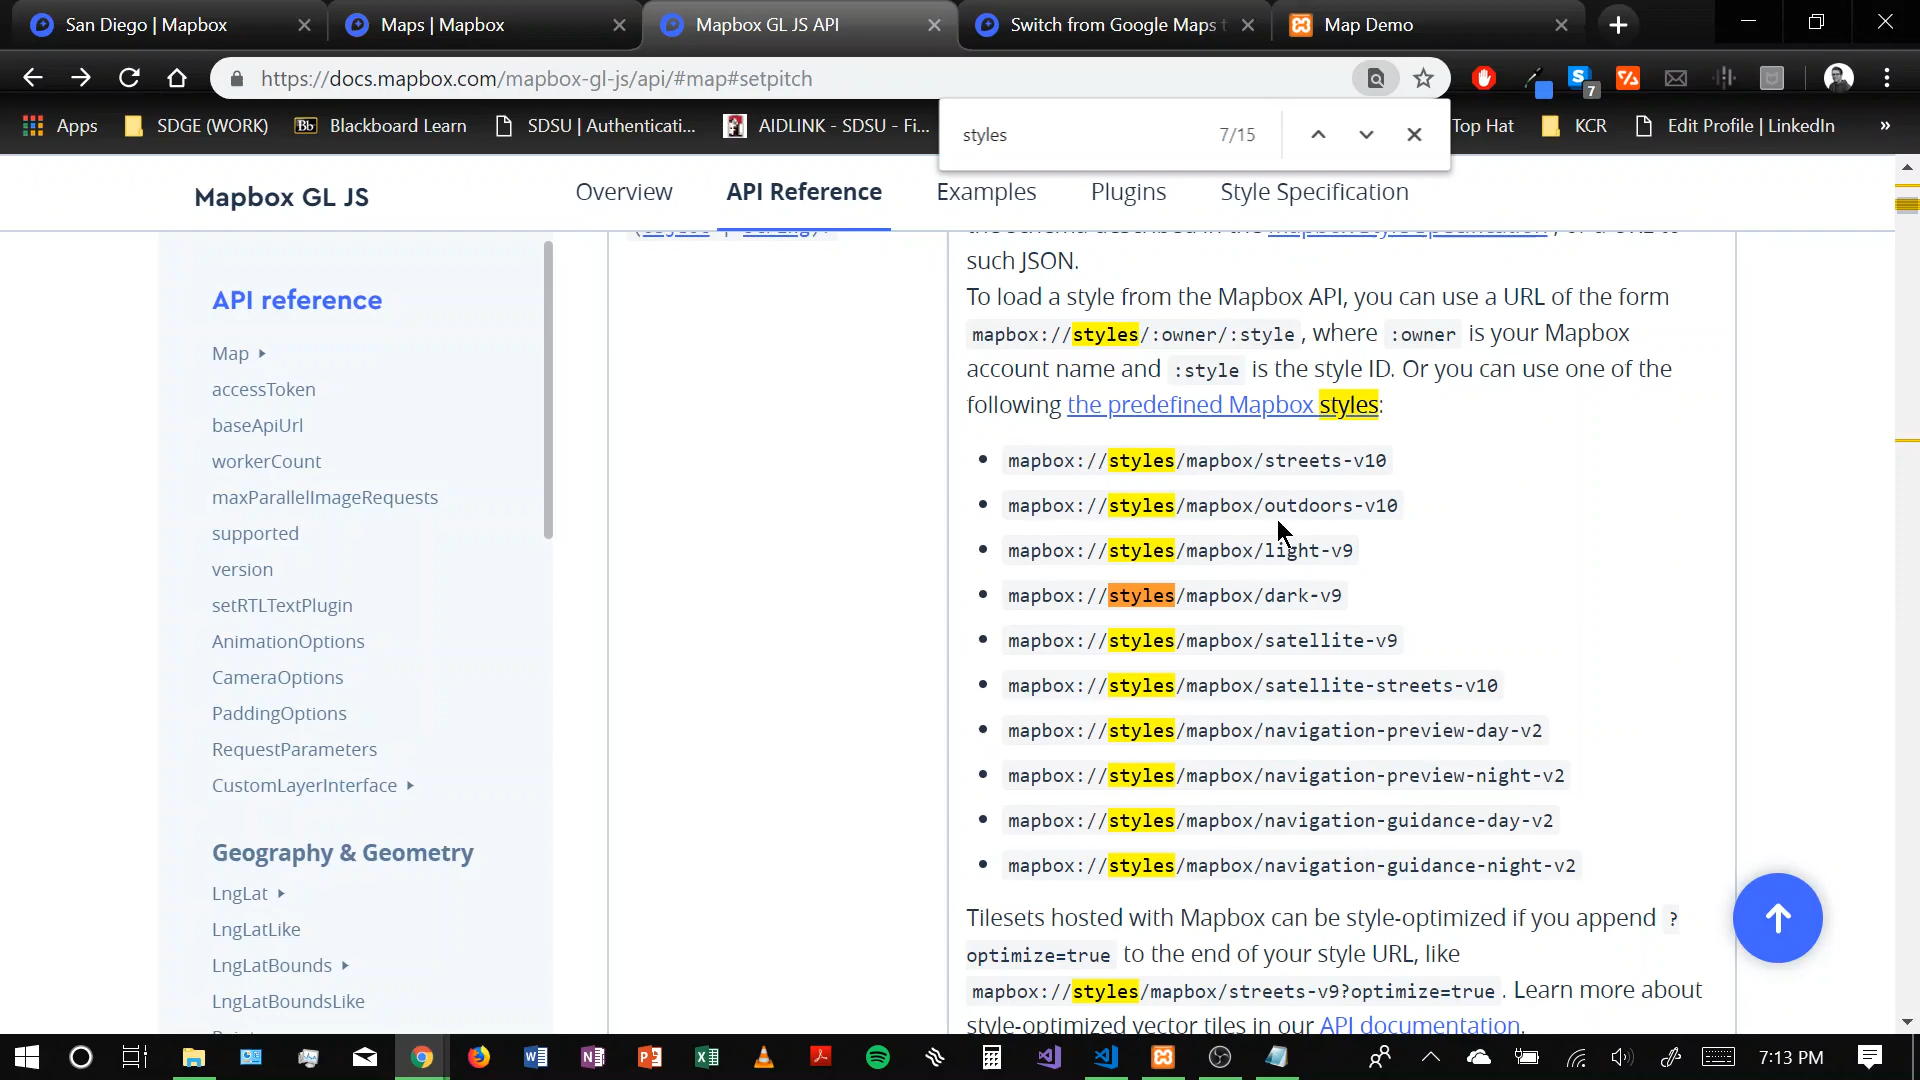 San Diego | Mapbox
Maps | Mapbox
Mapbox GL JS API
Switch from Google Maps t
Map Demo
https://docs.mapbox.com/mapbox-gl-js/api/#map#setpitch
7
Apps
SDGE (WORK)
Bb
Blackboard Learn
SDSU | Authenticati...
AIDLINK - SDSU - Fi...
Top Hat
KCR
Edit Profile | LinkedIn
»
styles
7/15
Mapbox GL JS
Overview
API Reference
Examples
Plugins
Style Specification
API reference
Map
accessToken
baseApiUrl
workerCount
maxParallelImageRequests
supported
version
setRTLTextPlugin
AnimationOptions
CameraOptions
PaddingOptions
RequestParameters
CustomLayerInterface
Geography & Geometry
LngLat
LngLatLike
LngLatBounds
LngLatBoundsLike
such JSON.
To load a style from the Mapbox API, you can use a URL of the form
mapbox://styles/:owner/:style , where :owner is your Mapbox
account name and :style is the style ID. Or you can use one of the
following the predefined Mapbox styles:
• mapbox://styles/mapbox/streets-v10
• mapbox://styles/mapbox/outdoors-v10
• mapbox://styles/mapbox/light-v9
• mapbox://styles/mapbox/dark-v9
• mapbox://styles/mapbox/satellite-v9
• mapbox://styles/mapbox/satellite-streets-v10
• mapbox://styles/mapbox/navigation-preview-day-v2
• mapbox://styles/mapbox/navigation-preview-night-v2
• mapbox://styles/mapbox/navigation-guidance-day-v2
• mapbox://styles/mapbox/navigation-guidance-night-v2
Tilesets hosted with Mapbox can be style-optimized if you append ?
optimize=true to the end of your style URL, like
mapbox://styles/mapbox/streets-v9?optimize=true . Learn more about
style-optimized vector tiles in our API documentation.
7:13 PM